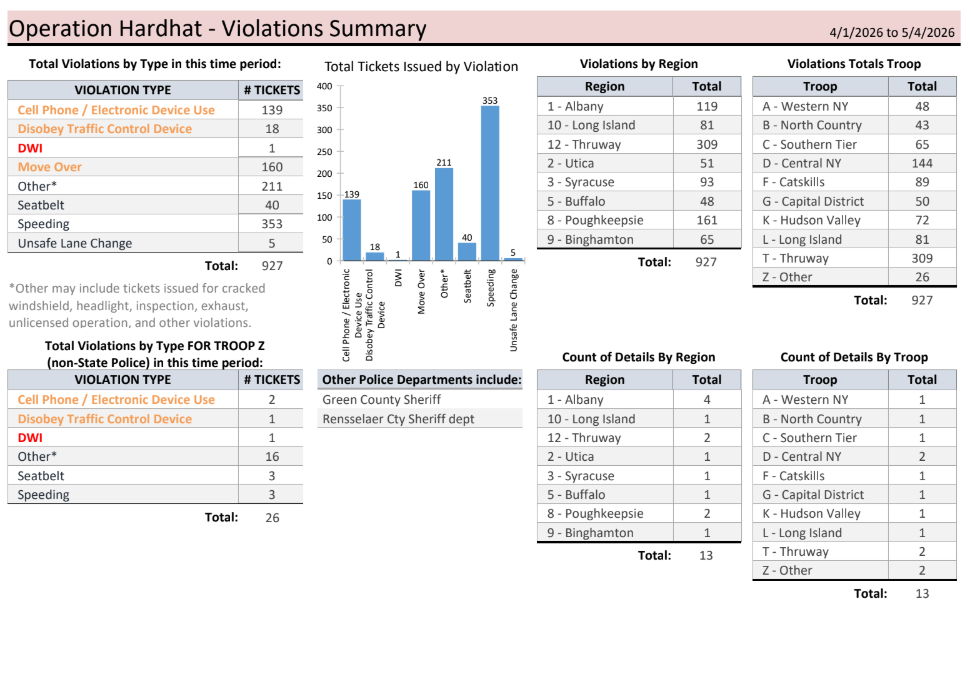 Operation Hardhat - Violations Summary
4/1/2026 to 5/4/2026
Total Violations by Type in this time period:
VIOLATION TYPE # TICKETS
Cell Phone / Electronic Device Use 139
Disobey Traffic Control Device 18
DWI 1
Move Over 160
Other* 211
Seatbelt 40
Speeding 353
Unsafe Lane Change 5
Total: 927
*Other may include tickets issued for cracked
windshield, headlight, inspection, exhaust,
unlicensed operation, and other violations.
Total Tickets Issued by Violation
400
350
300
250
200
150
100
50
0
139
18
1
160
211
40
353
5
Cell Phone / Electronic
Device Use
Disobey Traffic Control
Device
DWI
Move Over
Other*
Seatbelt
Speeding
Unsafe Lane Change
Violations by Region
Region Total
1 - Albany 119
10 - Long Island 81
12 - Thruway 309
2 - Utica 51
3 - Syracuse 93
5 - Buffalo 48
8 - Poughkeepsie 161
9 - Binghamton 65
Total: 927
Violations Totals Troop
Troop Total
A - Western NY 48
B - North Country 43
C - Southern Tier 65
D - Central NY 144
F - Catskills 89
G - Capital District 50
K - Hudson Valley 72
L - Long Island 81
T - Thruway 309
Z - Other 26
Total: 927
Total Violations by Type FOR TROOP Z
(non-State Police) in this time period:
VIOLATION TYPE # TICKETS
Cell Phone / Electronic Device Use 2
Disobey Traffic Control Device 1
DWI 1
Other* 16
Seatbelt 3
Speeding 3
Total: 26
Other Police Departments include:
Green County Sheriff
Rensselaer Cty Sheriff dept
Count of Details By Region
Region Total
1 - Albany 4
10 - Long Island 1
12 - Thruway 2
2 - Utica 1
3 - Syracuse 1
5 - Buffalo 1
8 - Poughkeepsie 2
9 - Binghamton 1
Total: 13
Count of Details By Troop
Troop Total
A - Western NY 1
B - North Country 1
C - Southern Tier 1
D - Central NY 2
F - Catskills 1
G - Capital District 1
K - Hudson Valley 1
L - Long Island 1
T - Thruway 2
Z - Other 2
Total: 13